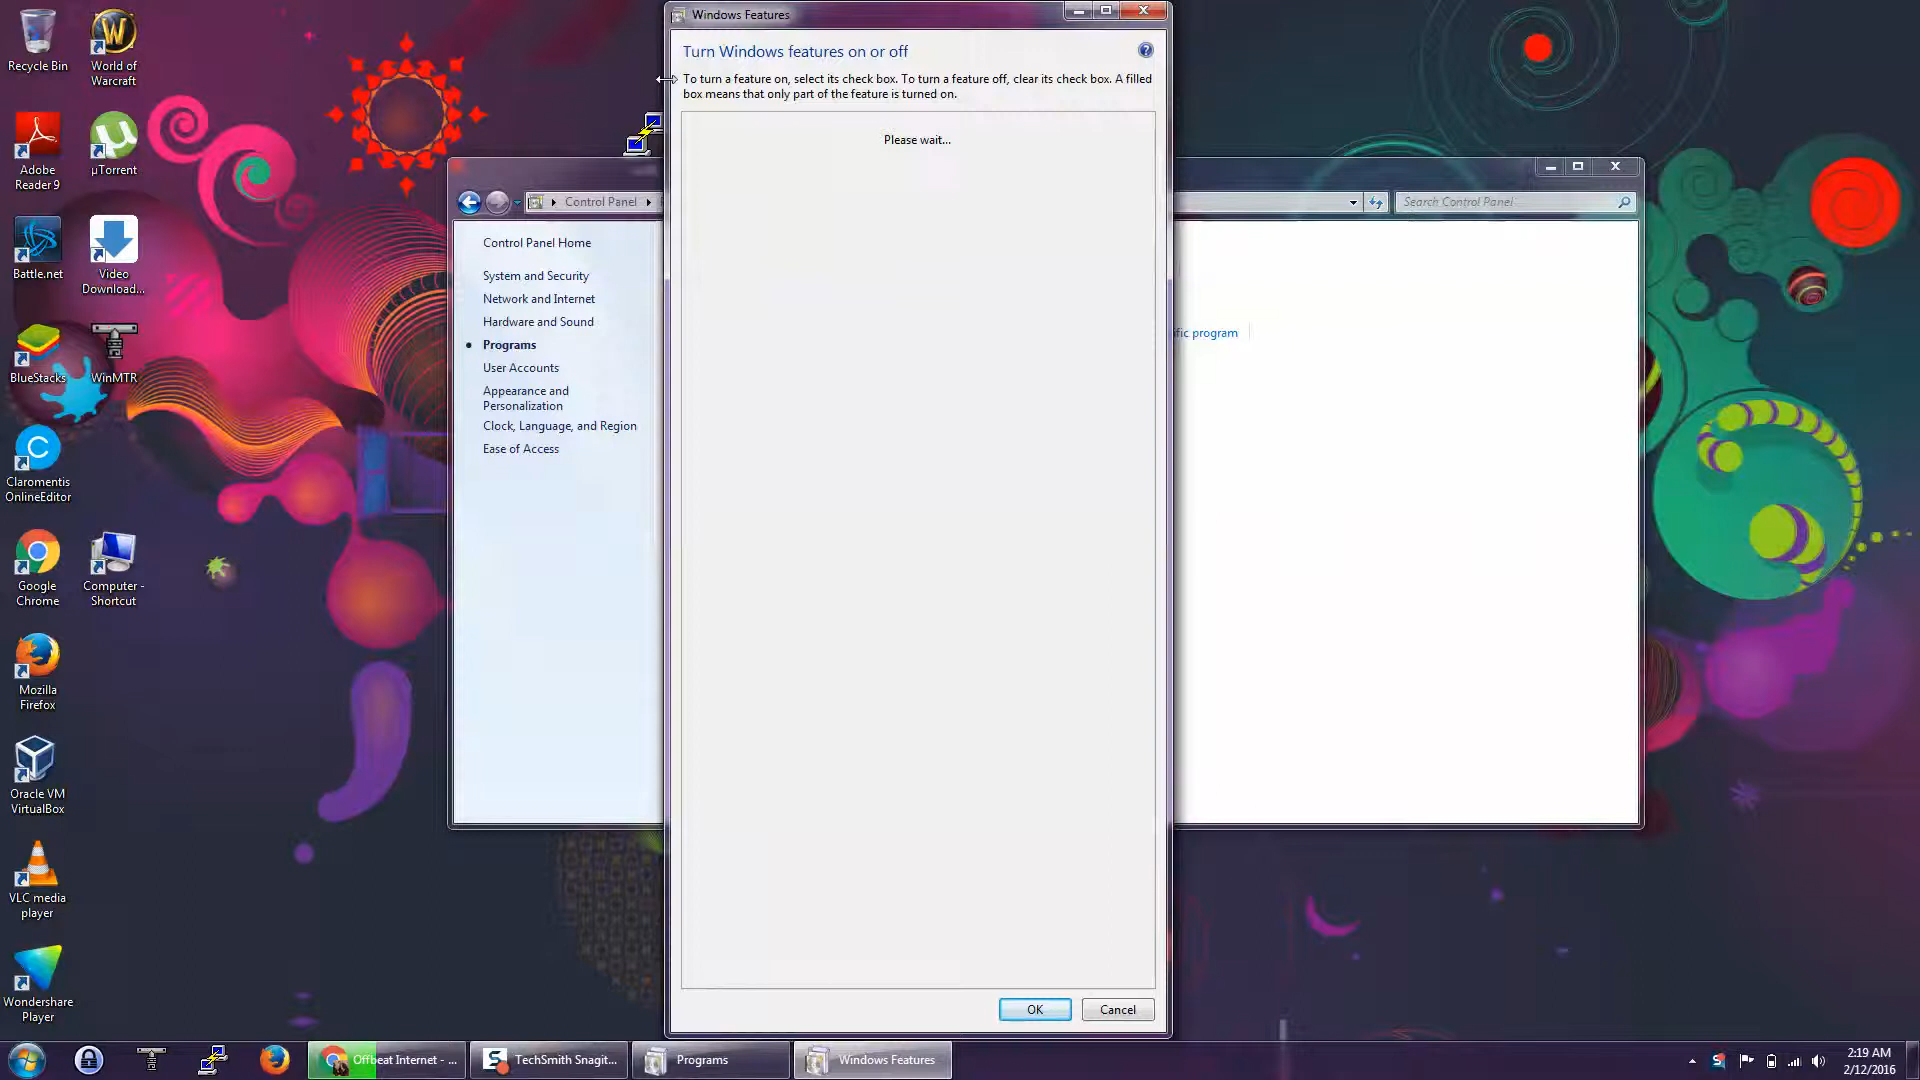 Recycle Bin
World of
Warcraft
Adobe
Reader 9
µTorrent
Battle.net
Video
Download...
BlueStacks
WinMTR
Claromentis
OnlineEditor
Google
Chrome
Computer -
Shortcut
Mozilla
Firefox
Oracle VM
VirtualBox
VLC media
player
Wondershare
Player
Windows Features
Turn Windows features on or off
To turn a feature on, select its check box. To turn a feature off, clear its check box. A filled
box means that only part of the feature is turned on.
Please wait...
OK
Cancel
Control Panel
Search Control Panel
Control Panel Home
System and Security
Network and Internet
Hardware and Sound
Programs
User Accounts
Appearance and
Personalization
Clock, Language, and Region
Ease of Access
program
Offbeat Internet - ...
TechSmith Snagit...
Programs
Windows Features
2:19 AM
2/12/2016